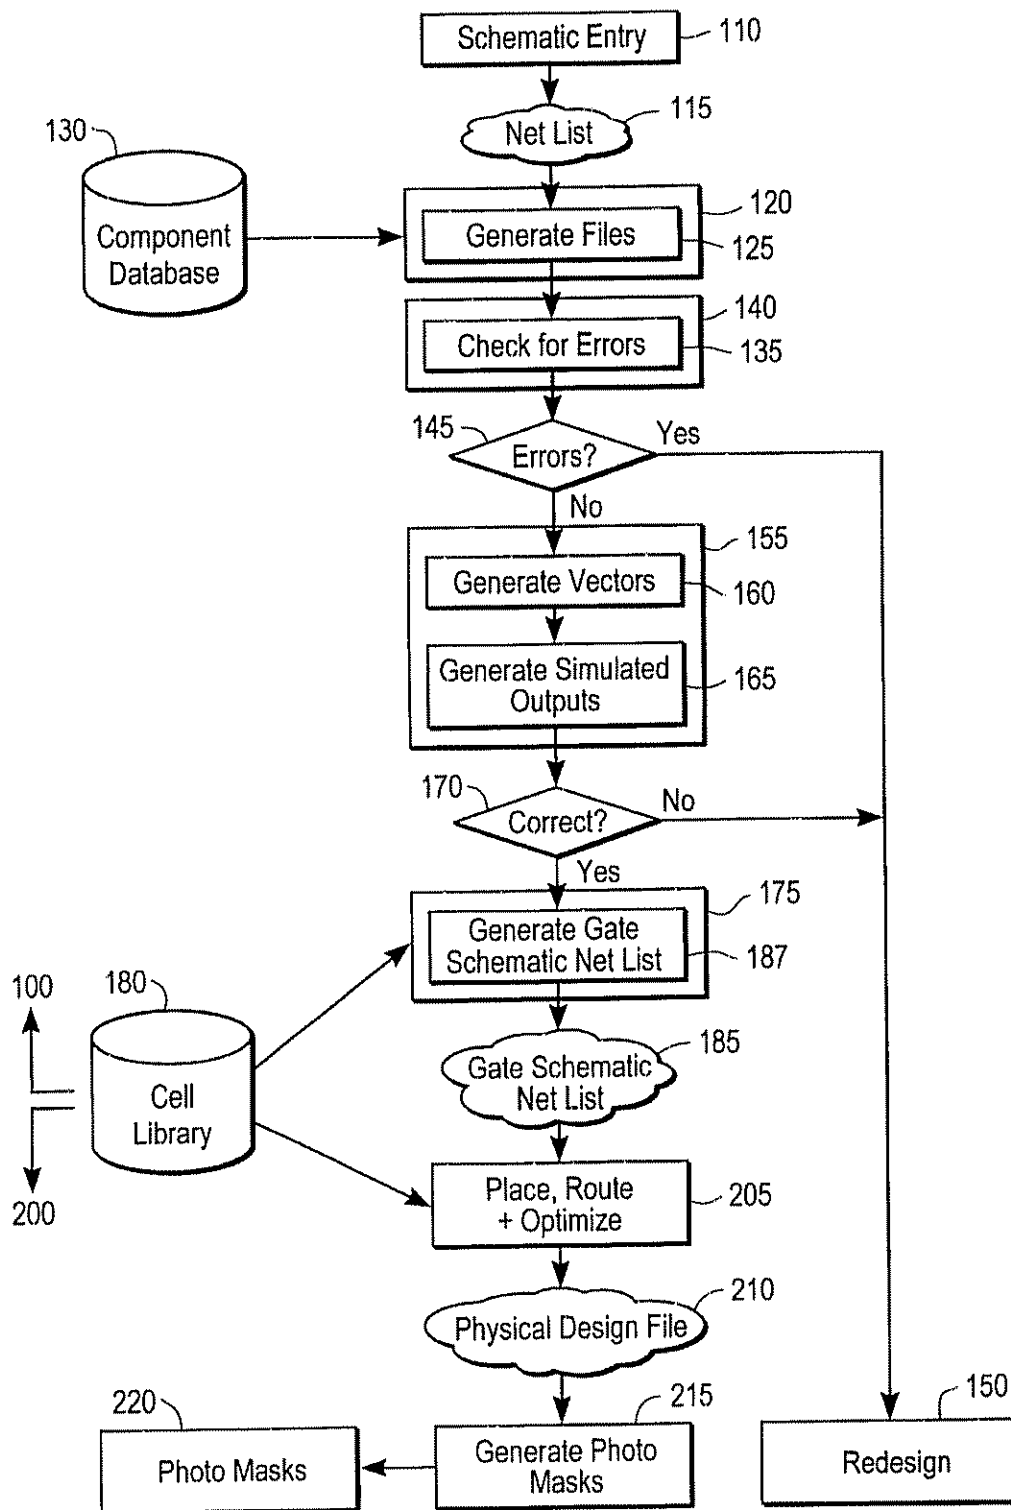 Schematic Entry
110
Net List
115
130
Component
Database
120
Generate Files
125
140
Check for Errors
135
145
Errors?
Yes
No
155
Generate Vectors
160
Generate Simulated
Outputs
165
170
Correct?
No
Yes
175
Generate Gate
Schematic Net List
187
100
180
Cell
Library
200
185
Gate Schematic
Net List
Place, Route
+ Optimize
205
210
Physical Design File
220
Photo Masks
215
Generate Photo
Masks
150
Redesign